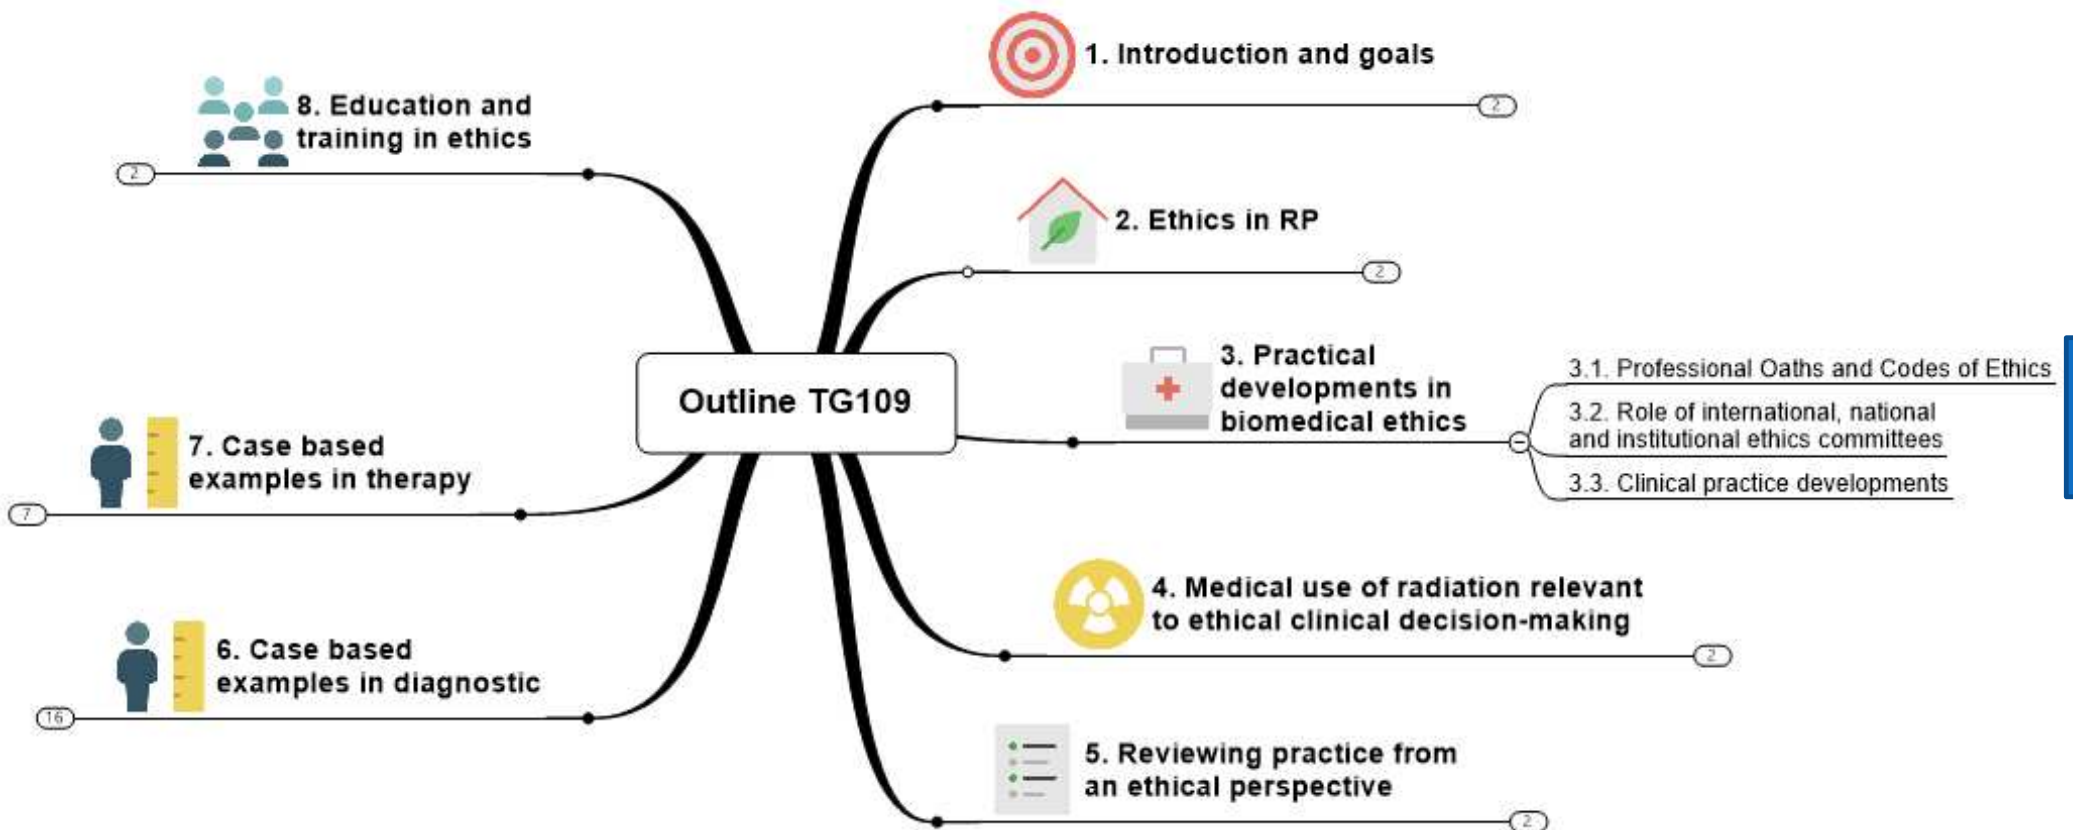 Outline TG109
1. Introduction and goals
2
2. Ethics in RP
2
3. Practical
developments in
biomedical ethics
3.1. Professional Oaths and Codes of Ethics
3.2. Role of international, national
and institutional ethics committees
3.3. Clinical practice developments
4. Medical use of radiation relevant
to ethical clinical decision-making
2
5. Reviewing practice from
an ethical perspective
2
6. Case based
examples in diagnostic
16
7. Case based
examples in therapy
7
8. Education and
training in ethics
2